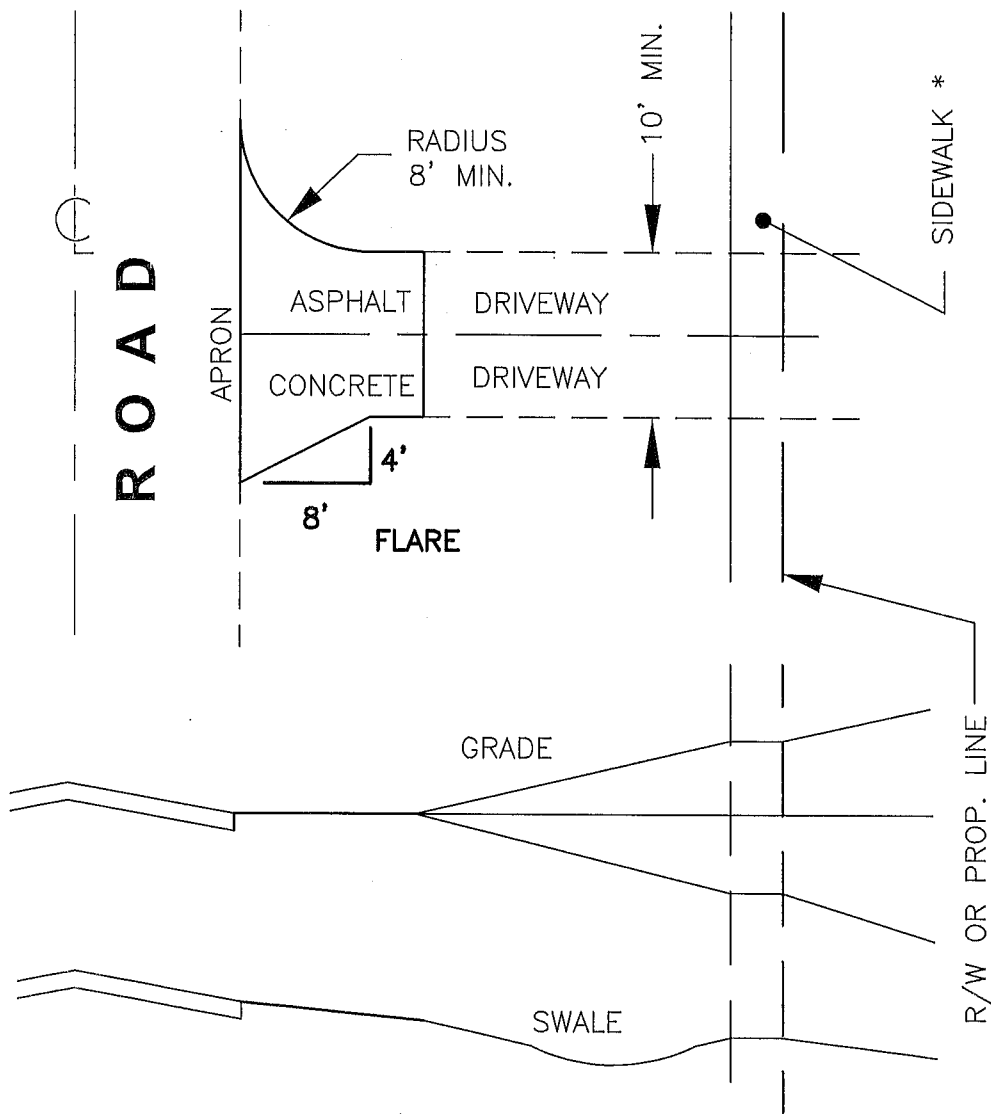 ℄
ROAD
APRON
RADIUS
8' MIN.
10' MIN.
SIDEWALK *
ASPHALT
DRIVEWAY
CONCRETE
DRIVEWAY
4'
8'
FLARE
GRADE
R/W OR PROP. LINE
SWALE